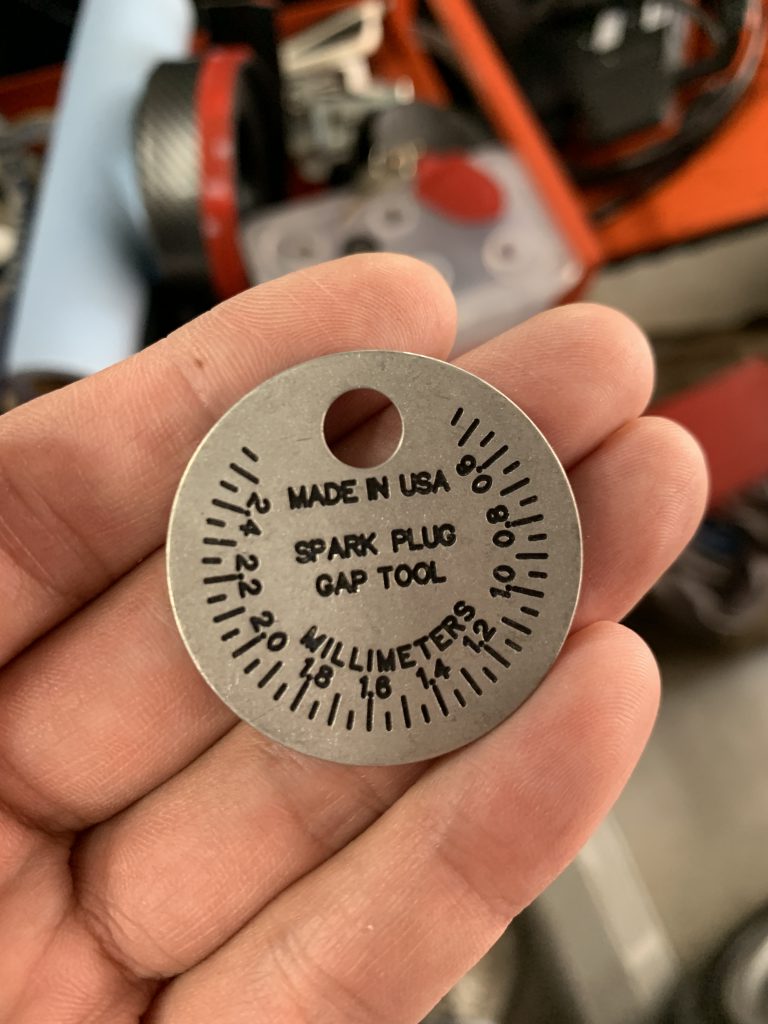 MADE IN USA
SPARK PLUG
GAP TOOL
MILLIMETERS
0.6
0.8
1.0
1.2
1.4
1.6
1.8
2.0
2.2
2.4